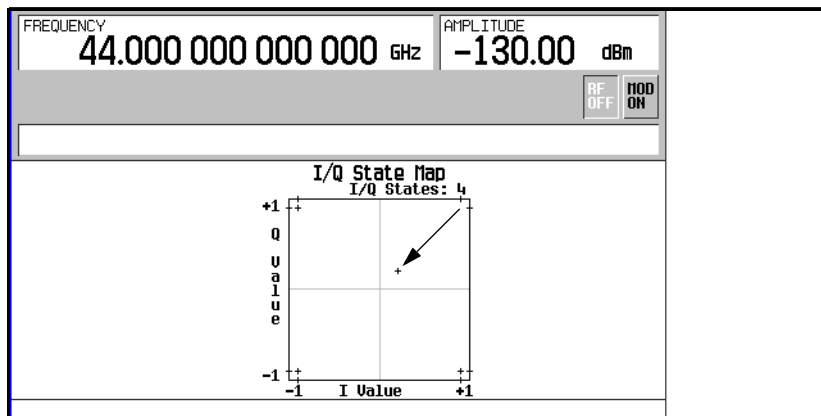 FREQUENCY
44.000 000 000 000 GHz
AMPLITUDE
-130.00 dBm
RF OFF
MOD ON
I/Q State Map
I/Q States: 4
+1
Q Value
-1
-1 I Value +1